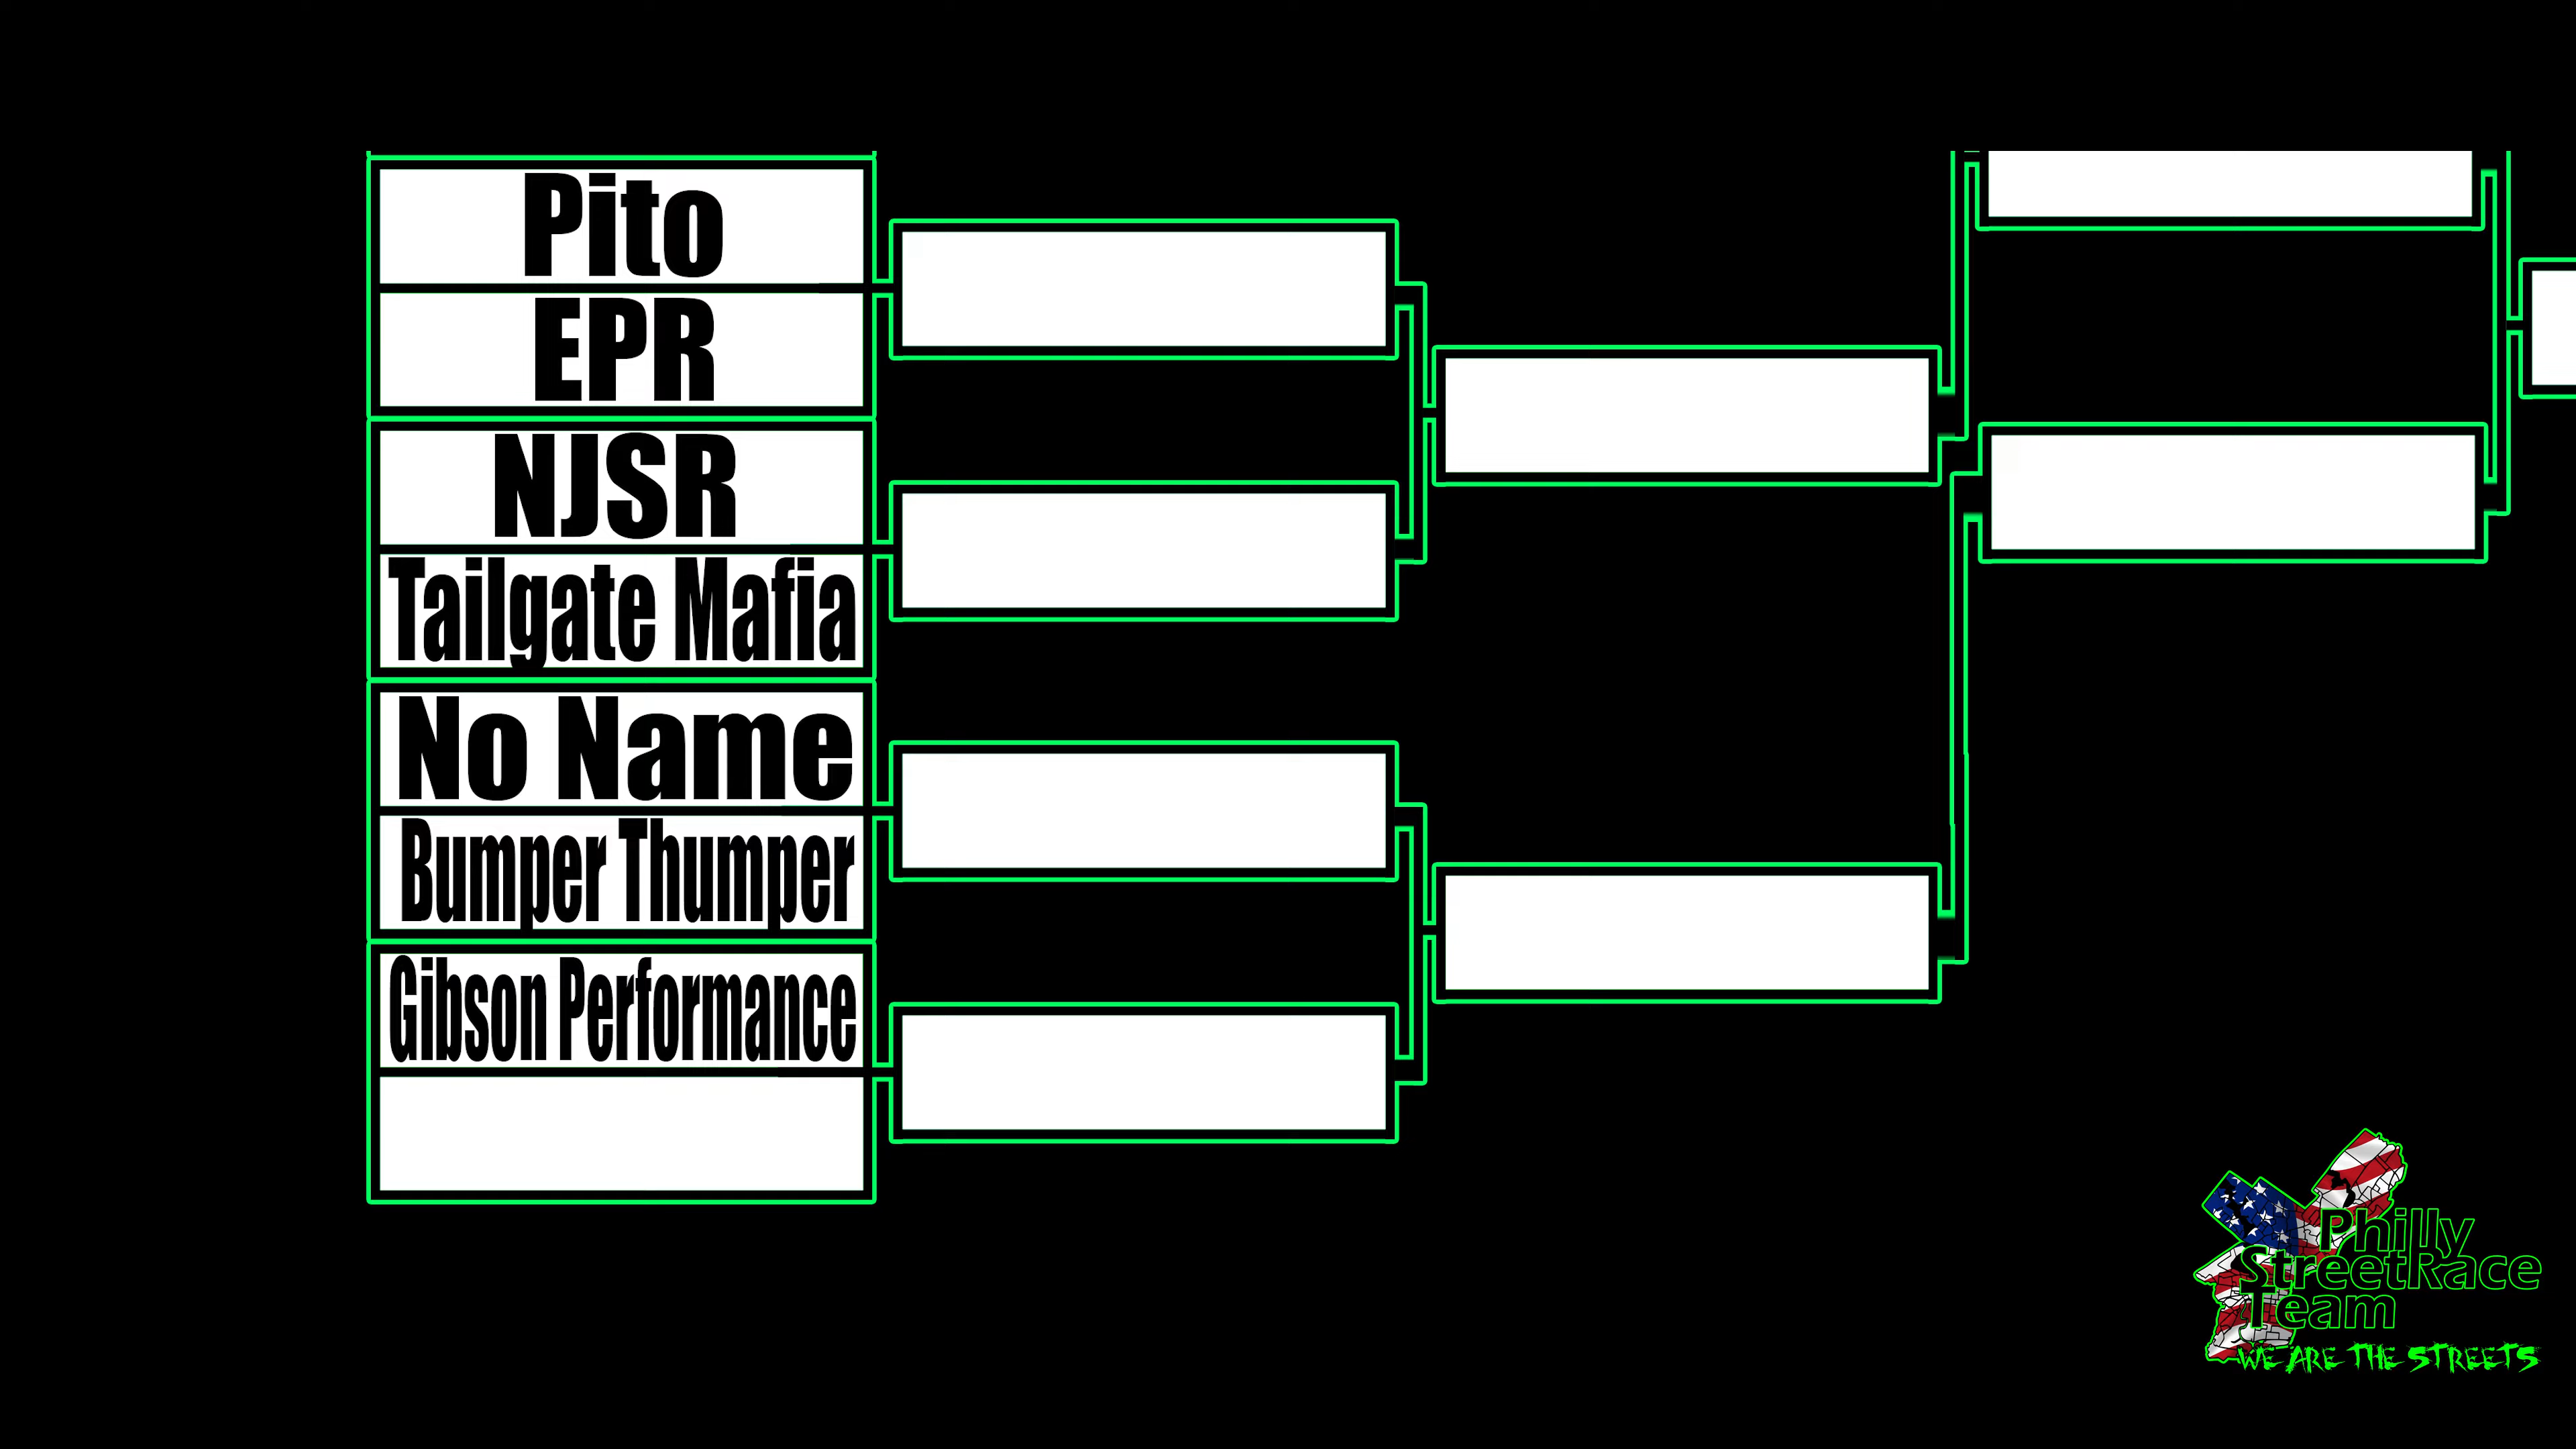 Pito
EPR
NJSR
Tailgate Mafia
No Name
Bumper Thumper
Gibson Performance
Philly
StreetRace
Team
WE ARE THE STREETS